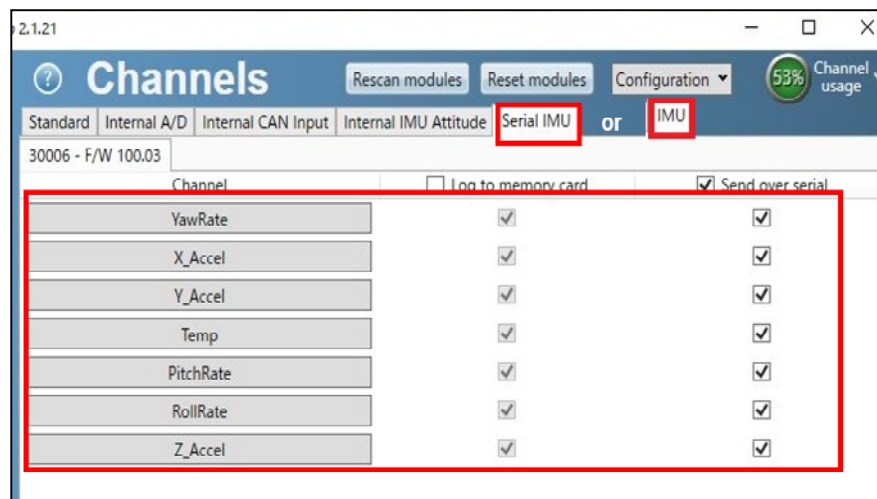 2.1.21
? Channels Rescan modules Reset modules Configuration 53% Channel usage
Standard Internal A/D Internal CAN Input Internal IMU Attitude Serial IMU or IMU
30006 - F/W 100.03
Channel Log to memory card Send over serial
YawRate
X_Accel
Y_Accel
Temp
PitchRate
RollRate
Z_Accel